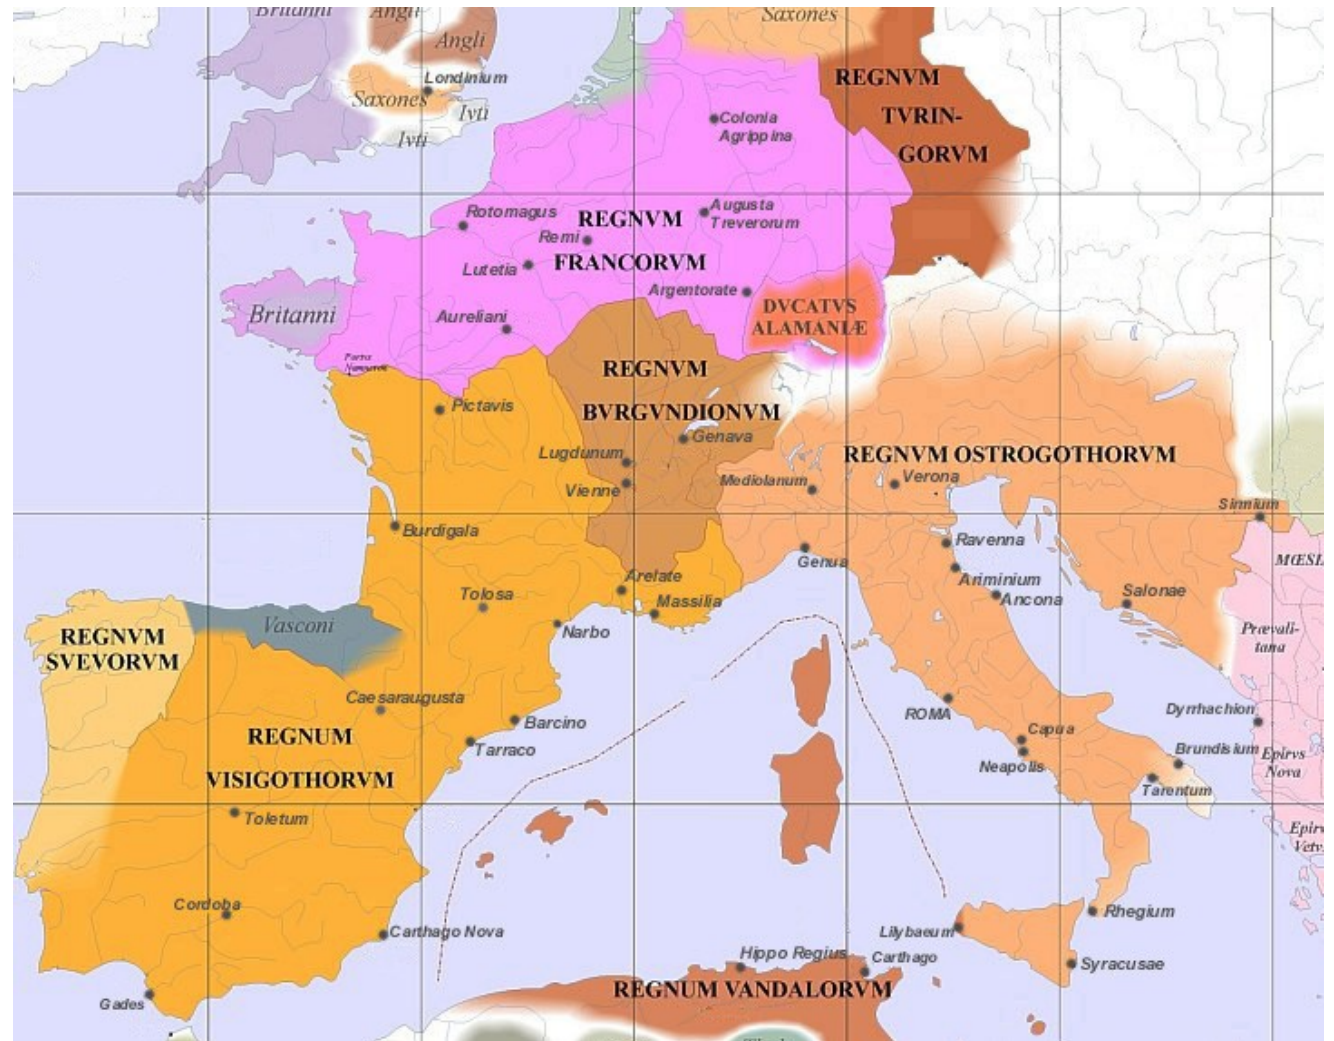 Britanni
Angli
Saxones
Angli
Londinium
Saxones
Ivti
Ivti
REGNVM
TVRIN-
GORVM
Colonia
Agrippina
Rotomagus
REGNVM
Augusta
Treverorum
Remi
Lutetia
FRANCORVM
Argentorate
DVCATVS
ALAMANIÆ
Britanni
Aureliani
REGNVM
BVRGVNDIONVM
Pictavis
Genava
Lugdunum
Vienne
REGNVM OSTROGOTHORVM
Mediolanum
Verona
Sirmium
Burdigala
Ravenna
Genua
MŒSI
Arelate
Ariminium
Ancona
Salonae
Tolosa
Massilia
Narbo
Vasconi
REGNVM
SVEVORVM
Prævali-
tana
Caesaraugusta
Barcino
Tarraco
ROMA
Dyrrhachion
REGNUM
VISIGOTHORVM
Capua
Neapolis
Brundisium
Epirvs
Nova
Tarentum
Toletum
Epirv
Vetv
Cordoba
Carthago Nova
Rhegium
Lilybaeum
Syracusae
Hippo Regius
Carthago
REGNUM VANDALORVM
Gades